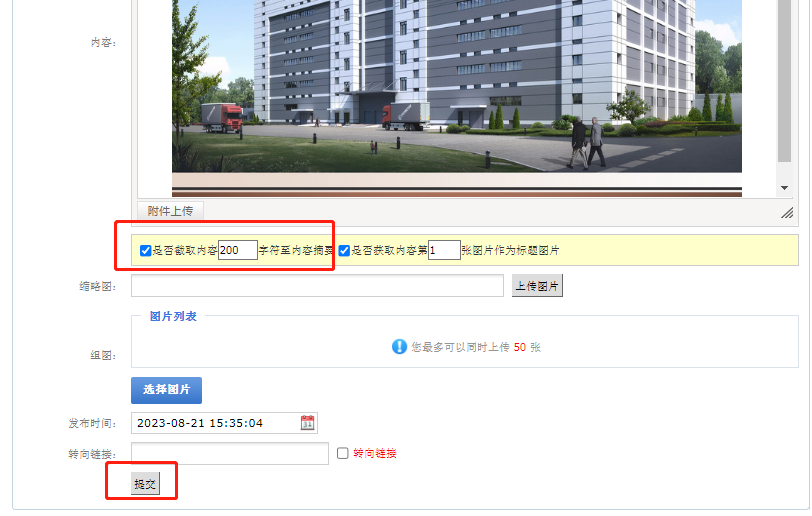 内容：
附件上传
是否截取内容200字符至内容摘要 是否获取内容第1张图片作为标题图片
缩略图： 上传图片
图片列表
组图： 您最多可以同时上传 50 张
选择图片
发布时间： 2023-08-21 15:35:04
转向链接： 转向链接
提交